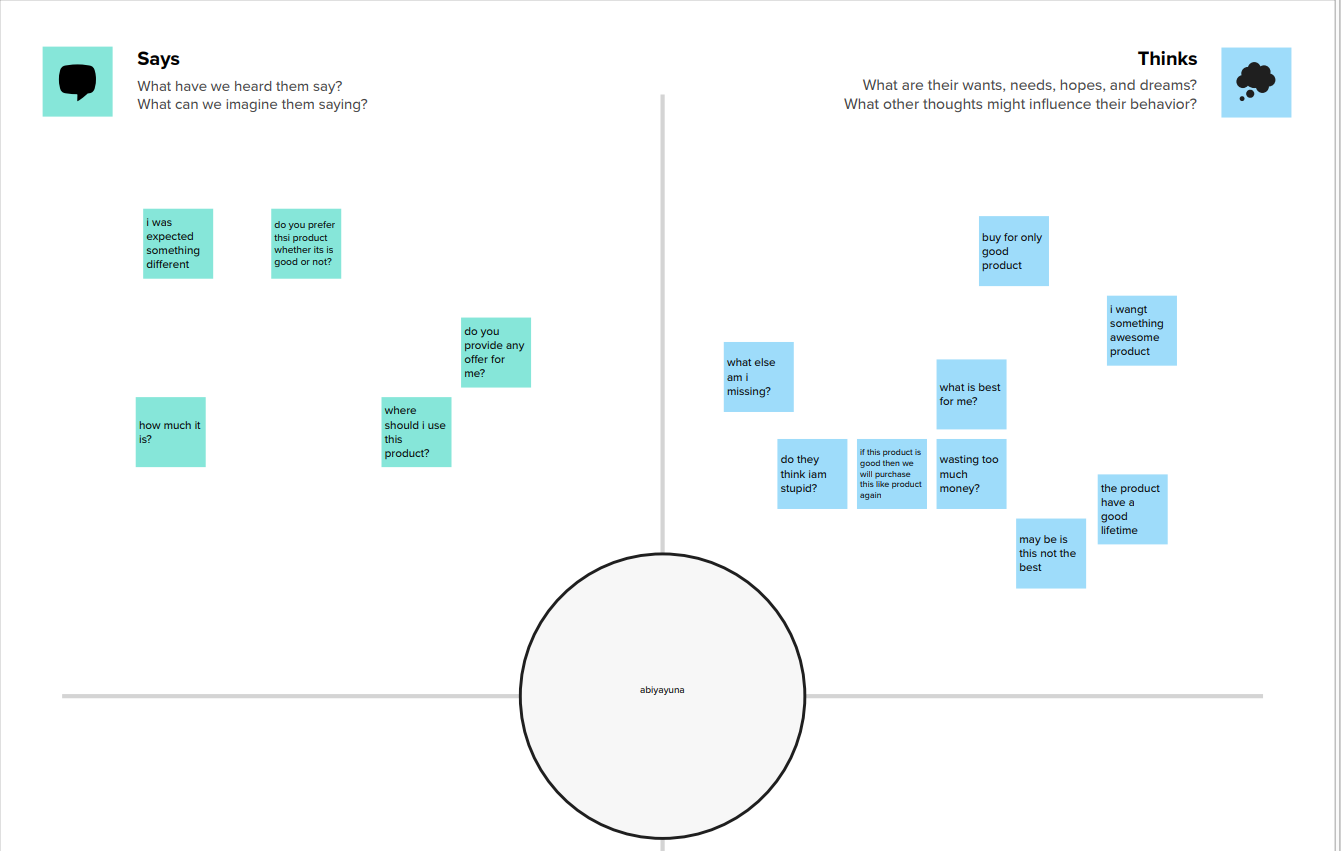 Says
What have we heard them say?
What can we imagine them saying?
Thinks
What are their wants, needs, hopes, and dreams?
What other thoughts might influence their behavior?
i was
expected
something
different
do you prefer
thsi product
whether its is
good or not?
do you
provide any
offer for
me?
how much it
is?
where
should i use
this
product?
buy for only
good
product
i wangt
something
awesome
product
what else
am i
missing?
what is best
for me?
do they
think iam
stupid?
if this product is
good then we
will purchase
this like product
again
wasting too
much
money?
the product
have a
good
lifetime
may be is
this not the
best
abiyayuna